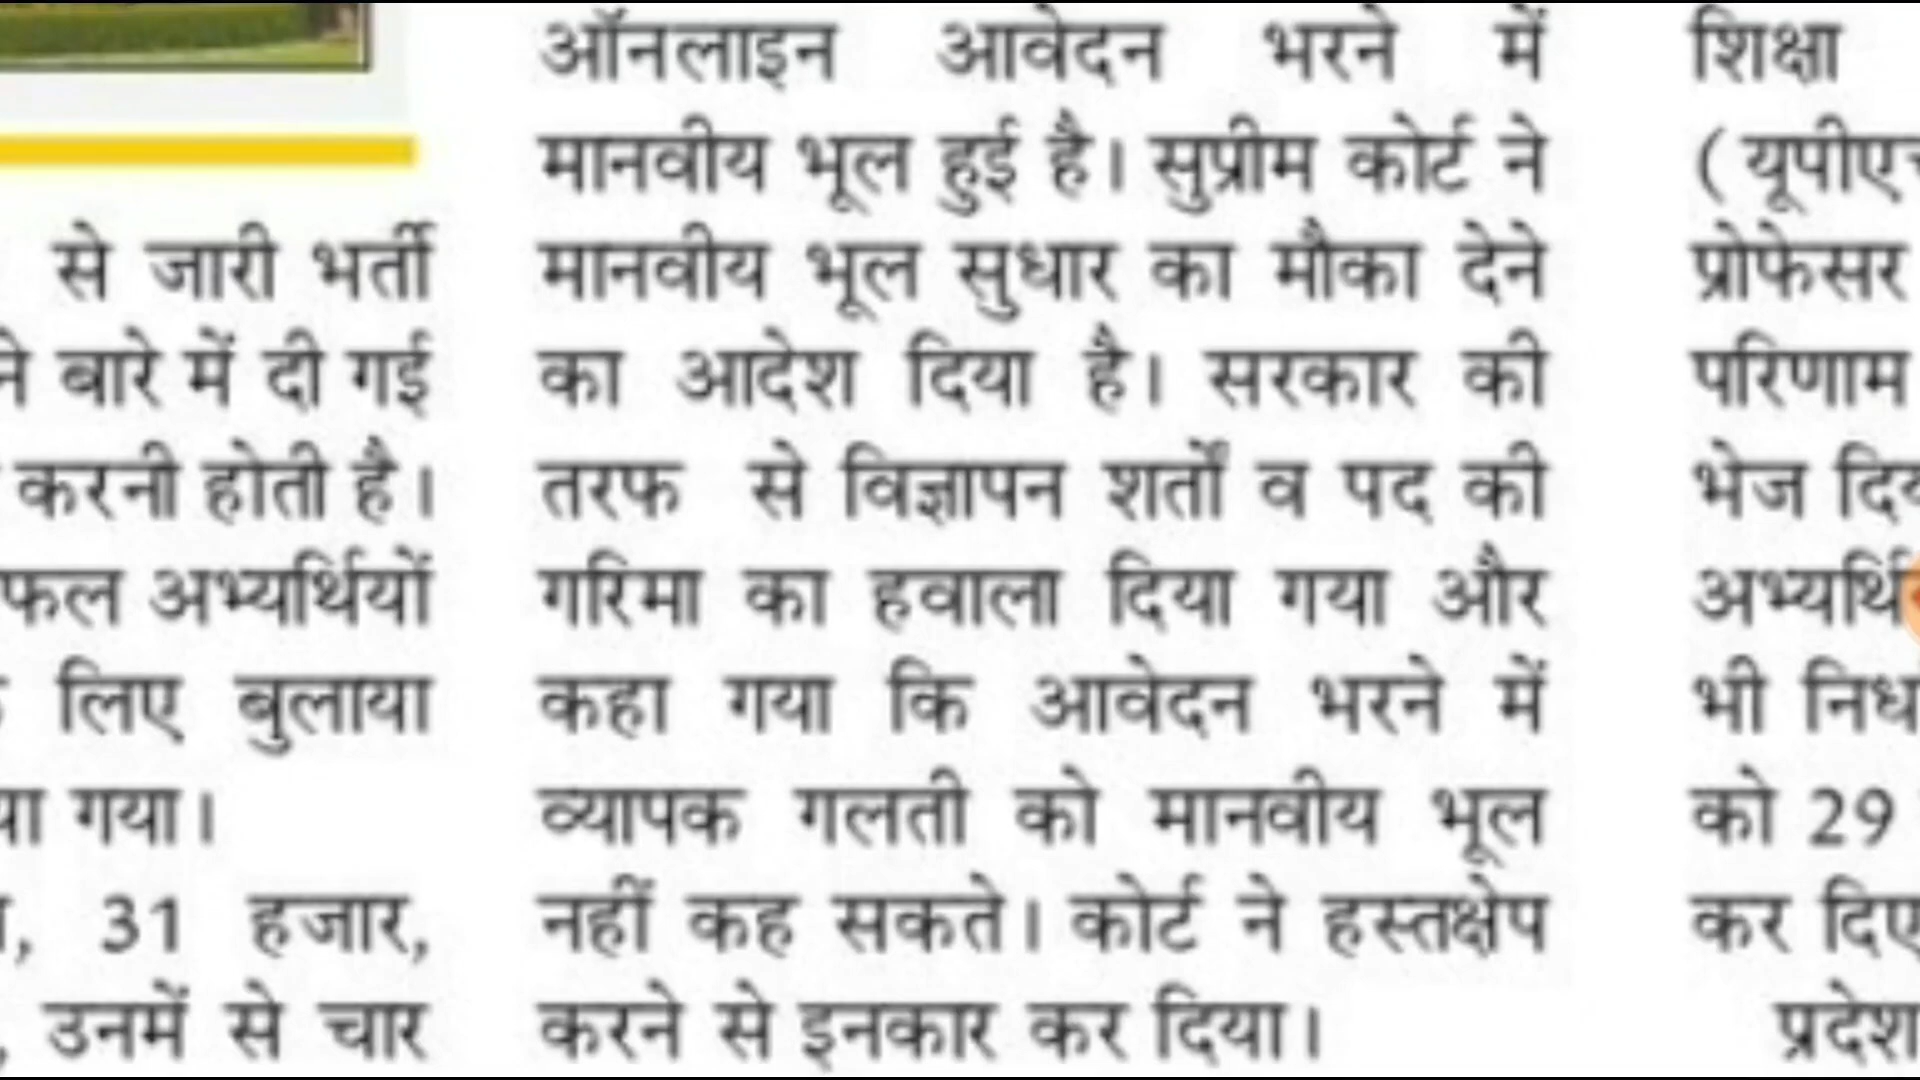 से जारी भर्ती
बारे में दी गई
करनी होती है।
अभ्यर्थियों
लिए बुलाया
गया।
31 हजार,
उनमें से चार
ऑनलाइन आवेदन भरने में
मानवीय भूल हुई है। सुप्रीम कोर्ट ने
मानवीय भूल सुधार का मौका देने
का आदेश दिया है। सरकार की
तरफ से विज्ञापन शर्तों व पद की
गरिमा का हवाला दिया गया और
कहा गया कि आवेदन भरने में
व्यापक गलती को मानवीय भूल
नहीं कह सकते। कोर्ट ने हस्तक्षेप
करने से इनकार कर दिया।
शिक्षा
प्रोफेसर
परिणाम
भेज
भी
को 29
कर
प्रदेश